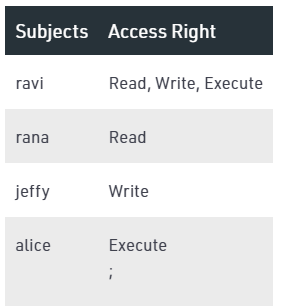 Subjects Access Right
ravi Read, Write, Execute
rana Read
jeffy Write
alice Execute
;